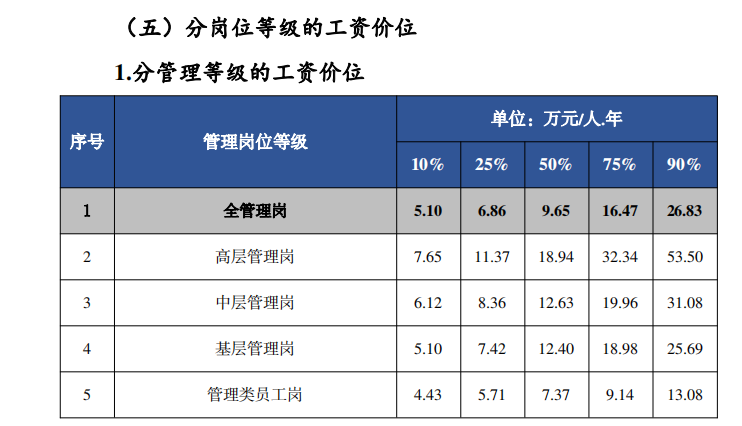 （五）分岗位等级的工资价位
1.分管理等级的工资价位
序号 管理岗位等级 单位：万元/人.年
10% 25% 50% 75% 90%
1 全管理岗 5.10 6.86 9.65 16.47 26.83
2 高层管理岗 7.65 11.37 18.94 32.34 53.50
3 中层管理岗 6.12 8.36 12.63 19.96 31.08
4 基层管理岗 5.10 7.42 12.40 18.98 25.69
5 管理类员工岗 4.43 5.71 7.37 9.14 13.08